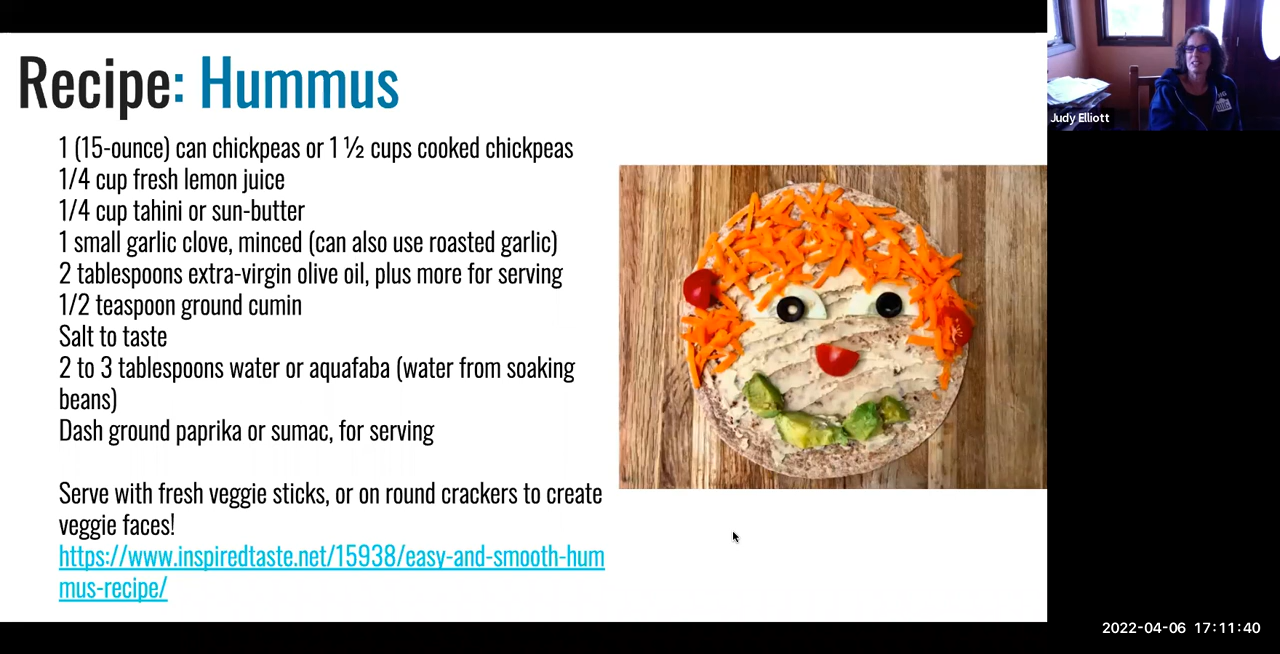 Recipe: Hummus
1 (15-ounce) can chickpeas or 1 ½ cups cooked chickpeas
1/4 cup fresh lemon juice
1/4 cup tahini or sun-butter
1 small garlic clove, minced (can also use roasted garlic)
2 tablespoons extra-virgin olive oil, plus more for serving
1/2 teaspoon ground cumin
Salt to taste
2 to 3 tablespoons water or aquafaba (water from soaking
beans)
Dash ground paprika or sumac, for serving
Serve with fresh veggie sticks, or on round crackers to create
veggie faces!
https://www.inspiredtaste.net/15938/easy-and-smooth-hum
mus-recipe/
Judy Elliott
2022-04-06 17:11:40